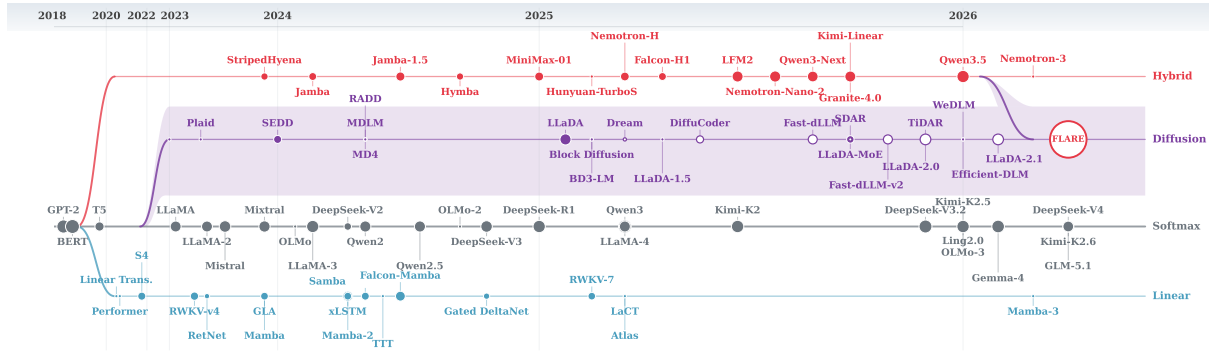 2018 2020 2022 2023 2024 2025 2026
Nemotron-H Kimi-Linear
StripedHyena Jamba-1.5 MiniMax-01 Falcon-H1 LFM2 Qwen3-Next Qwen3.5 Nemotron-3
Hybrid
Jamba Hymba Hunyuan-TurboS Nemotron-Nano-2
Granite-4.0
RADD WeDLM
Plaid SEDD MDLM LLaDA Dream DiffuCoder Fast-dLLM SDAR TiDAR
FLARE Diffusion
MD4 Block Diffusion LLaDA-MoE LLaDA-2.1
LLaDA-2.0
BD3-LM LLaDA-1.5 Fast-dLLM-v2 Efficient-DLM
Kimi-K2.5
GPT-2 T5 LLaMA Mixtral DeepSeek-V2 OLMo-2 DeepSeek-R1 Qwen3 Kimi-K2 DeepSeek-V3.2 DeepSeek-V4
Softmax
BERT LLaMA-2 OLMo Qwen2 DeepSeek-V3 LLaMA-4 Ling2.0 Kimi-K2.6
OLMo-3
Mistral LLaMA-3 Qwen2.5 GLM-5.1
Gemma-4
S4
Linear Trans. Samba Falcon-Mamba RWKV-7
Linear
Performer RWKV-v4 GLA xLSTM Gated DeltaNet LaCT Mamba-3
RetNet Mamba Mamba-2 Atlas
TTT